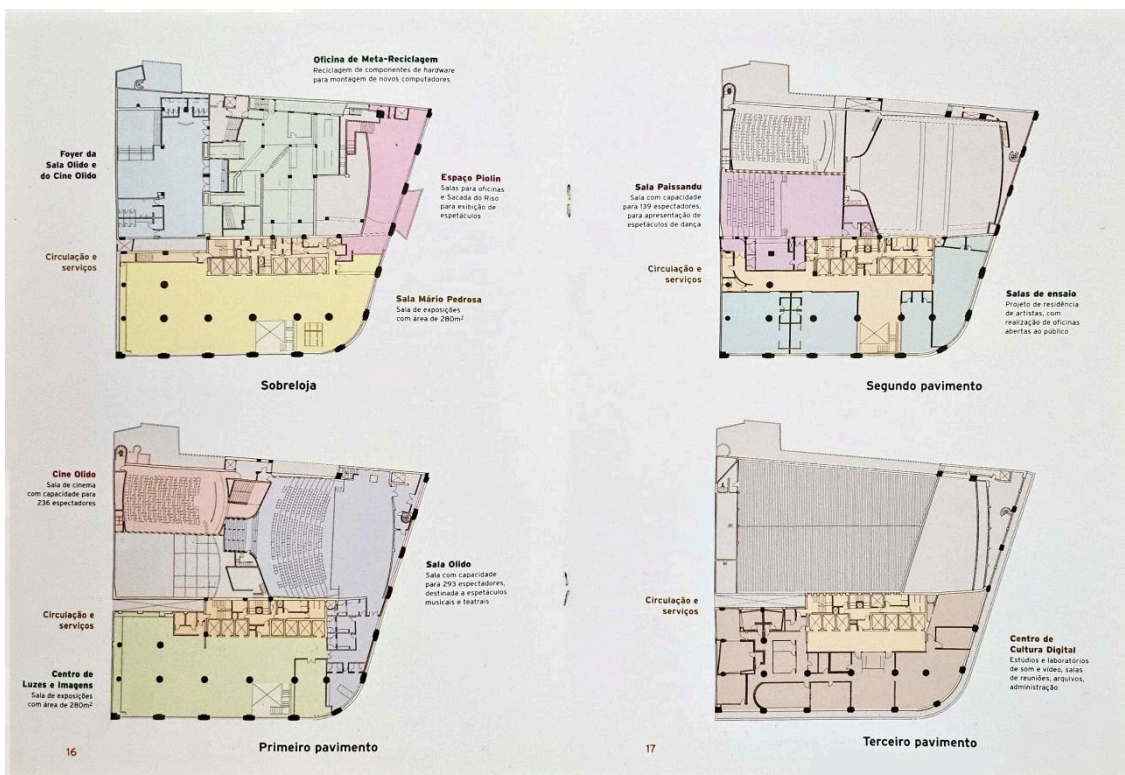 Oficina de Meta-Reciclagem
Reciclagem de componentes de hardware
para montagem de novos computadores
Foyer da
Sala Olido e
do Cine Olido
Espaço Piolin
Salas para oficinas
e Sacada do Riso
para exibição de
espetáculos
Circulação e
serviços
Sala Mário Pedrosa
Sala de exposições
com área de 280m²
Sobreloja
Cine Olido
Sala de cinema
com capacidade para
236 espectadores
Sala Olido
Sala com capacidade
para 293 espectadores,
destinada a espetáculos
musicais e teatrais
Circulação e
serviços
Centro de
Luzes e Imagens
Sala de exposições
com área de 280m²
Primeiro pavimento
16
Sala Paissandu
Sala com capacidade
para 139 espectadores,
para apresentação de
espetáculos de dança
Circulação e
serviços
Salas de ensaio
Projeto de residência
de artistas, com
realização de oficinas
abertas ao público
Segundo pavimento
Circulação e
serviços
Centro de
Cultura Digital
Estúdios e laboratórios
de som e vídeo, salas
de reuniões, arquivos,
administração
Terceiro pavimento
17